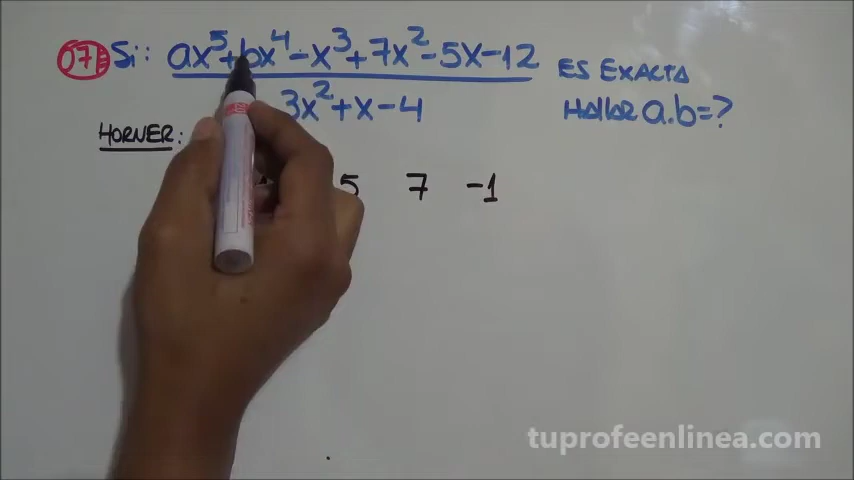 07 Si: ax⁵+bx⁴-x³+7x²-5x-12
3x²+x-4
ES EXACTA
Hallar a.b=?
HORNER:
5 7 -1
tuprofeenlinea.com